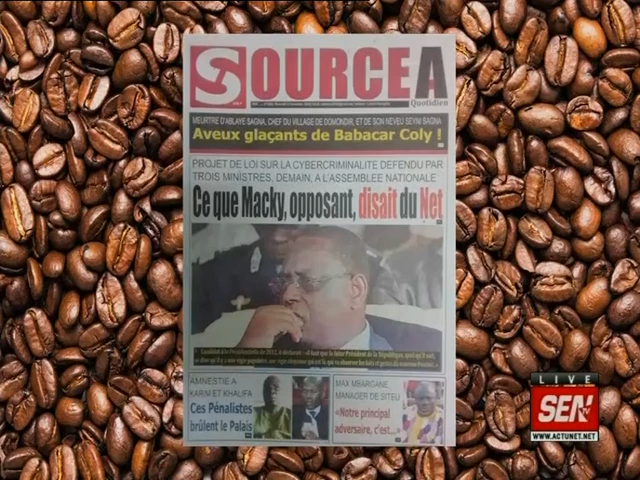 SOURCEA
Quotidien
MEURTRE D'ABLAYE SAGNA, CHEF DU VILLAGE DE DOMONDIR, ET DE SON NEVEU SEYNI SAGNA
Aveux glaçants de Babacar Coly !
PROJET DE LOI SUR LA CYBERCRIMINALITE DEFENDU PAR
TROIS MINISTRES, DEMAIN, A L'ASSEMBLEE NATIONALE
Ce que Macky, opposant, disait du Net
AMNESTIE A
KARIM ET KHALIFA
Ces Pénalistes
brûlent le Palais
MAX MBARGANE,
MANAGER DE SITEU
«Notre principal
adversaire, c'est...»
LIVE
SEN
TV
WWW.ACTUNET.NET